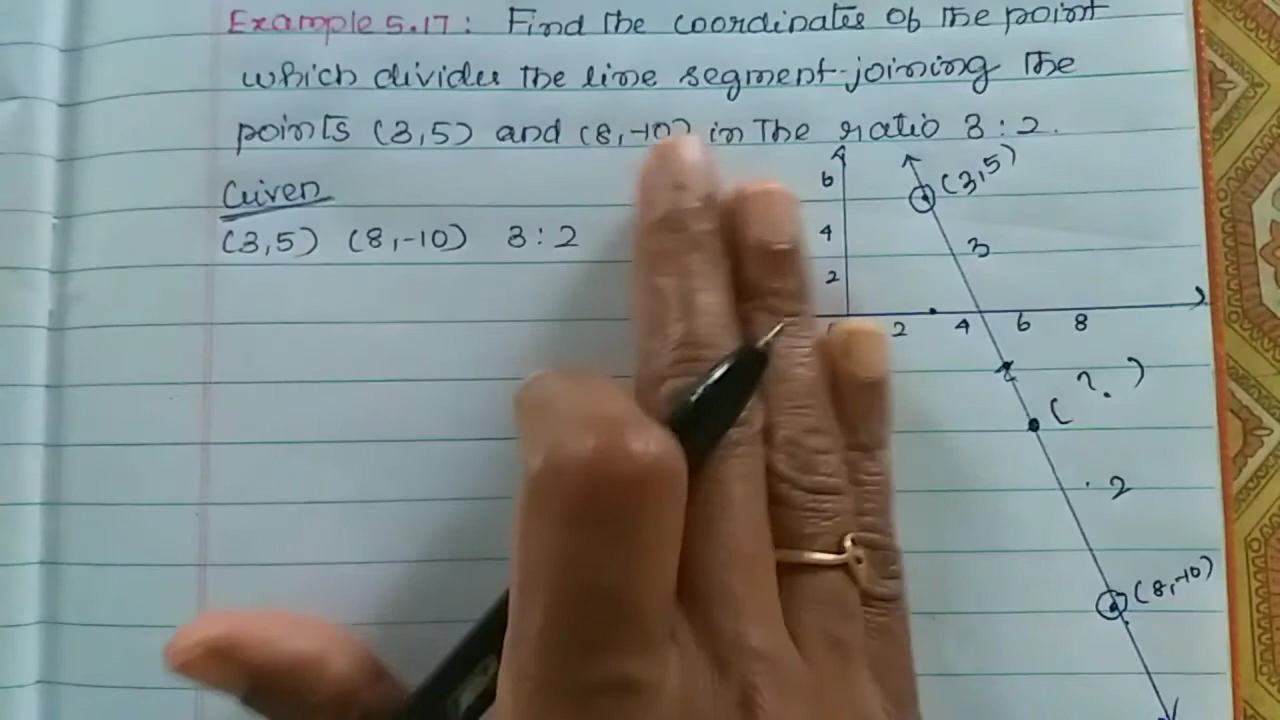 Example 5.17: Find the coordinates of the point
which divides the line segment joining the
points (3,5) and (8,-10) in the ratio 3:2.
Given
(3,5) (8,-10) 3:2
6
(3,5)
4
3
2
2 4 6 8
( ? )
2
(8,-10)